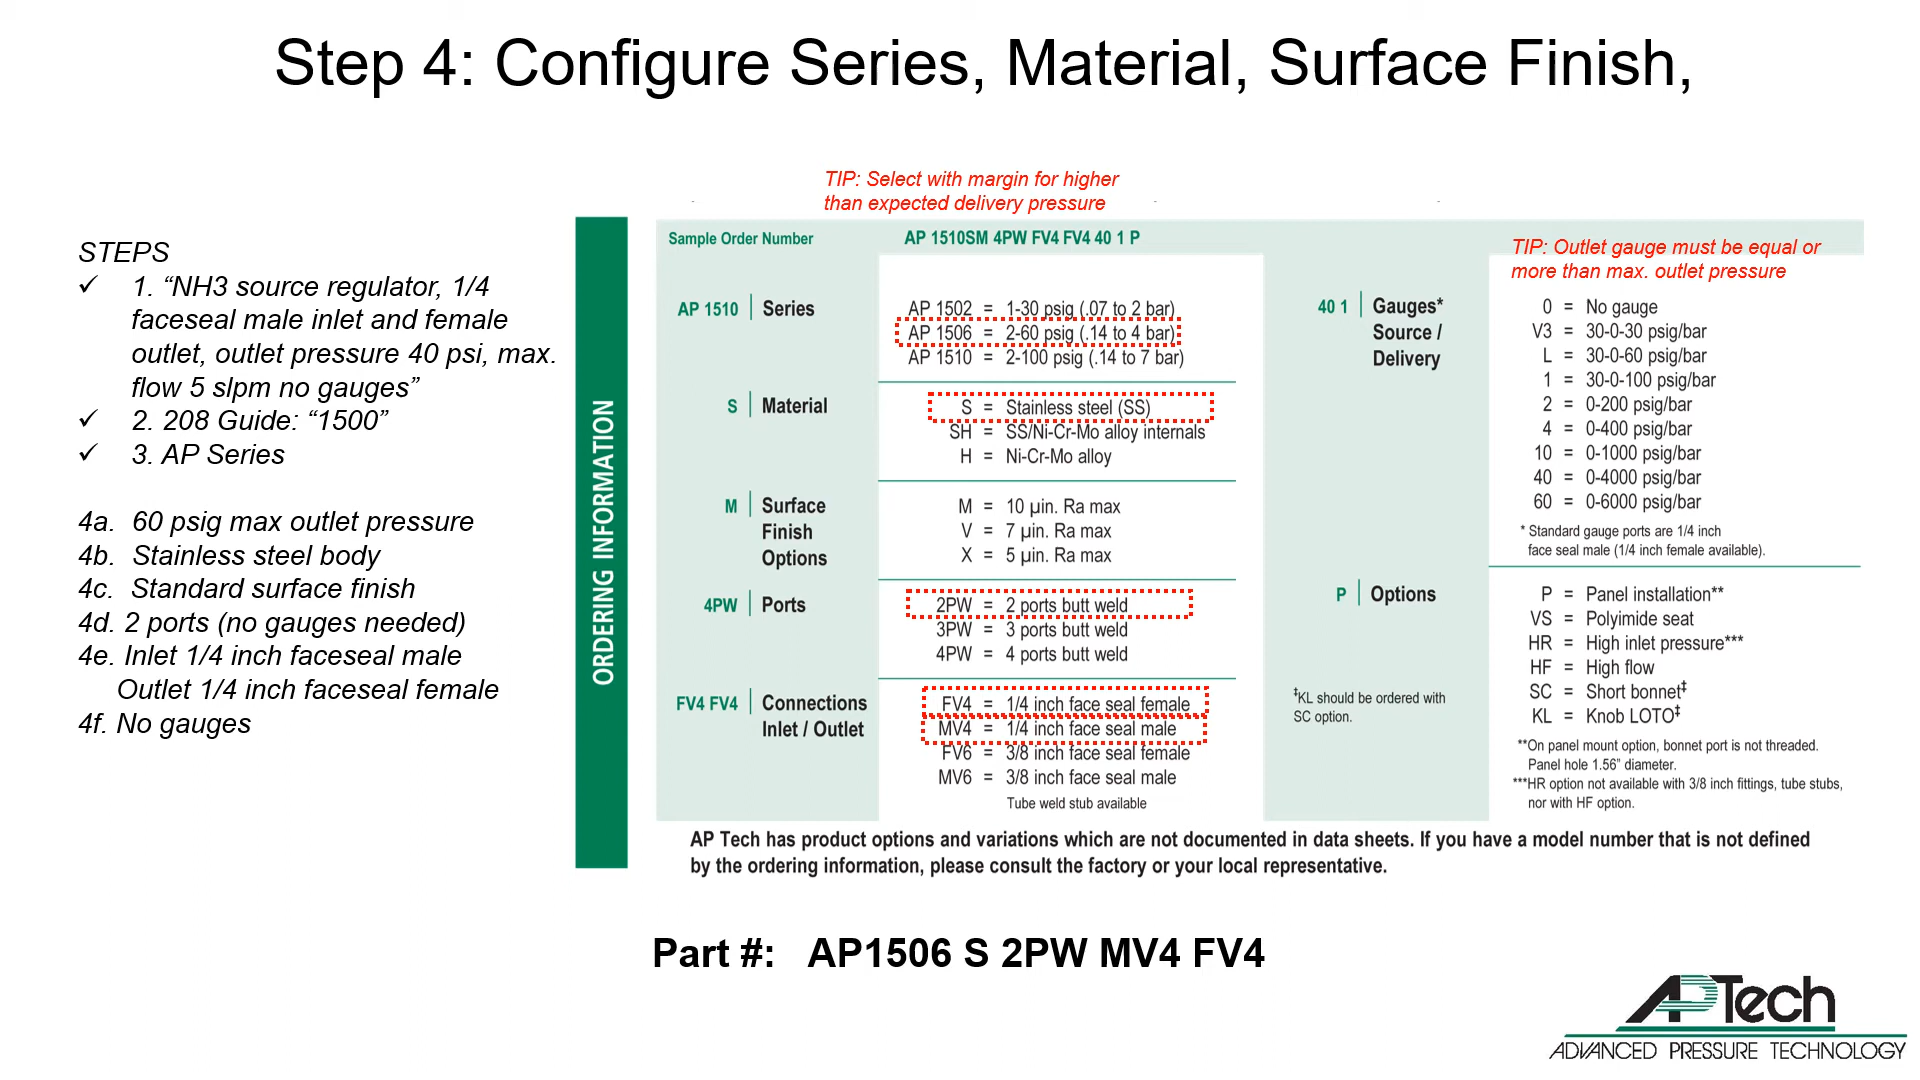 Step 4: Configure Series, Material, Surface Finish,
TIP: Select with margin for higher
than expected delivery pressure
STEPS
✓ 1. “NH3 source regulator, 1/4
faceseal male inlet and female
outlet, outlet pressure 40 psi, max.
flow 5 slpm no gauges”
✓ 2. 208 Guide: “1500”
✓ 3. AP Series
4a. 60 psig max outlet pressure
4b. Stainless steel body
4c. Standard surface finish
4d. 2 ports (no gauges needed)
4e. Inlet 1/4 inch faceseal male
Outlet 1/4 inch faceseal female
4f. No gauges
ORDERING INFORMATION
Sample Order Number AP 1510SM 4PW FV4 FV4 40 1 P
AP 1510 | Series
AP 1502 = 1-30 psig (.07 to 2 bar)
AP 1506 = 2-60 psig (.14 to 4 bar)
AP 1510 = 2-100 psig (.14 to 7 bar)
S | Material
S = Stainless steel (SS)
SH = SS/Ni-Cr-Mo alloy internals
H = Ni-Cr-Mo alloy
M | Surface
Finish
Options
M = 10 µin. Ra max
V = 7 µin. Ra max
X = 5 µin. Ra max
4PW | Ports
2PW = 2 ports butt weld
3PW = 3 ports butt weld
4PW = 4 ports butt weld
FV4 FV4 | Connections
Inlet / Outlet
FV4 = 1/4 inch face seal female
MV4 = 1/4 inch face seal male
FV6 = 3/8 inch face seal female
MV6 = 3/8 inch face seal male
Tube weld stub available
TIP: Outlet gauge must be equal or
more than max. outlet pressure
40 1 | Gauges*
Source /
Delivery
0 = No gauge
V3 = 30-0-30 psig/bar
L = 30-0-60 psig/bar
1 = 30-0-100 psig/bar
2 = 0-200 psig/bar
4 = 0-400 psig/bar
10 = 0-1000 psig/bar
40 = 0-4000 psig/bar
60 = 0-6000 psig/bar
* Standard gauge ports are 1/4 inch
face seal male (1/4 inch female available).
P | Options
P = Panel installation**
VS = Polyimide seat
HR = High inlet pressure***
HF = High flow
SC = Short bonnet‡
KL = Knob LOTO‡
‡KL should be ordered with
SC option.
**On panel mount option, bonnet port is not threaded.
Panel hole 1.56” diameter.
***HR option not available with 3/8 inch fittings, tube stubs,
nor with HF option.
AP Tech has product options and variations which are not documented in data sheets. If you have a model number that is not defined
by the ordering information, please consult the factory or your local representative.
Part #: AP1506 S 2PW MV4 FV4
APTech
ADVANCED PRESSURE TECHNOLOGY